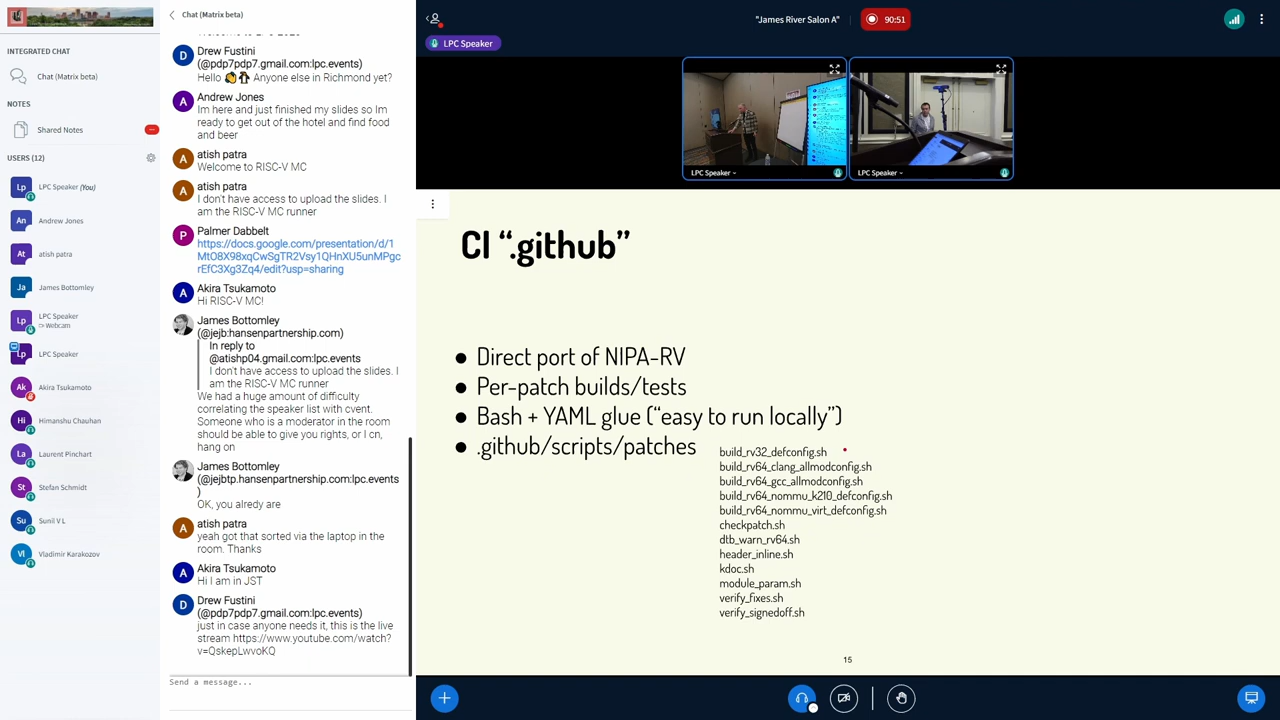 INTEGRATED CHAT
Chat (Matrix beta)
NOTES
Shared Notes
USERS (12)
Lp
LPC Speaker (You)
An
Andrew Jones
At
atish patra
Ja
James Bottomley
Lp
LPC Speaker
Webcam
Lp
LPC Speaker
Ak
Akira Tsukamoto
Hi
Himanshu Chauhan
La
Laurent Pinchart
St
Stefan Schmidt
Su
Sunil V L
Vl
Vladimir Karakozov
Chat (Matrix beta)
D
Drew Fustini
(@pdp7pdp7.gmail.com:lpc.events)
Hello 👋 🐧 Anyone else in Richmond yet?
A
Andrew Jones
Im here and just finished my slides so Im
ready to get out of the hotel and find food
and beer
A
atish patra
Welcome to RISC-V MC
A
atish patra
I don't have access to upload the slides. I
am the RISC-V MC runner
P
Palmer Dabbelt
https://docs.google.com/presentation/d/1
MtO8X98xqCwSgTR2Vsy1QHnXU5unMPgc
rEfC3Xg3Zq4/edit?usp=sharing
A
Akira Tsukamoto
Hi RISC-V MC!
James Bottomley
(@jejb:hansenpartnership.com)
In reply to
@atishp04.gmail.com:lpc.events
I don't have access to upload the slides. I
am the RISC-V MC runner
We had a huge amount of difficulty
correlating the speaker list with cvent.
Someone who is a moderator in the room
should be able to give you rights, or I cn,
hang on
James Bottomley
(@jejbtp.hansenpartnership.com:lpc.events
)
OK, you alredy are
A
atish patra
yeah got that sorted via the laptop in the
room. Thanks
A
Akira Tsukamoto
Hi I am in JST
D
Drew Fustini
(@pdp7pdp7.gmail.com:lpc.events)
just in case anyone needs it, this is the live
stream https://www.youtube.com/watch?
v=QskepLwvoKQ
Send a message...
"James River Salon A"
90:51
LPC Speaker
LPC Speaker
LPC Speaker
CI “.github”
● Direct port of NIPA-RV
● Per-patch builds/tests
● Bash + YAML glue (“easy to run locally”)
● .github/scripts/patches
build_rv32_defconfig.sh
build_rv64_clang_allmodconfig.sh
build_rv64_gcc_allmodconfig.sh
build_rv64_nommu_k210_defconfig.sh
build_rv64_nommu_virt_defconfig.sh
checkpatch.sh
dtb_warn_rv64.sh
header_inline.sh
kdoc.sh
module_param.sh
verify_fixes.sh
verify_signedoff.sh
15